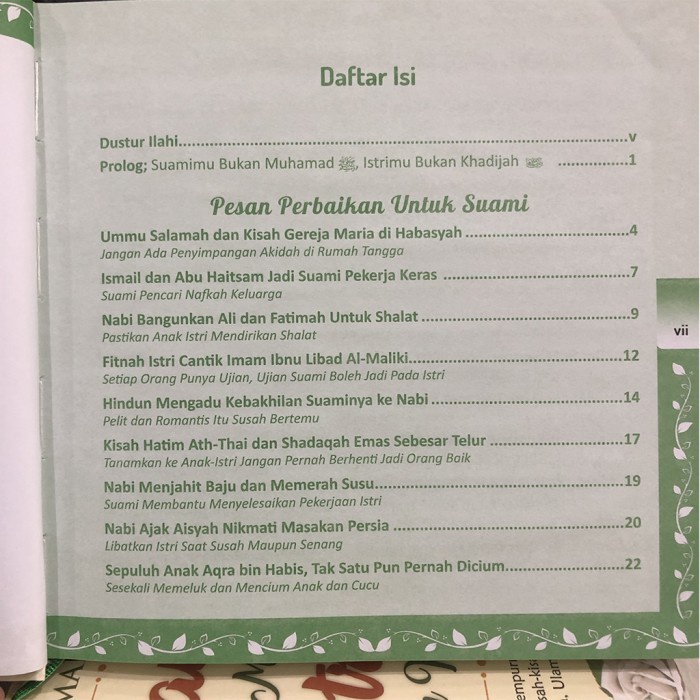 Daftar Isi
Dustur Ilahi.....v
Prolog; Suamimu Bukan Muhamad ﷺ, Istrimu Bukan Khadijah .....1
Pesan Perbaikan Untuk Suami
Ummu Salamah dan Kisah Gereja Maria di Habasyah.....4
Jangan Ada Penyimpangan Akidah di Rumah Tangga
Ismail dan Abu Haitsam Jadi Suami Pekerja Keras.....7
Suami Pencari Nafkah Keluarga
Nabi Bangunkan Ali dan Fatimah Untuk Shalat.....9
Pastikan Anak Istri Mendirikan Shalat
vii
Fitnah Istri Cantik Imam Ibnu Libad Al-Maliki.....12
Setiap Orang Punya Ujian, Ujian Suami Boleh Jadi Pada Istri
Hindun Mengadu Kebakhilan Suaminya ke Nabi.....14
Pelit dan Romantis Itu Susah Bertemu
Kisah Hatim Ath-Thai dan Shadaqah Emas Sebesar Telur.....17
Tanamkan ke Anak-Istri Jangan Pernah Berhenti Jadi Orang Baik
Nabi Menjahit Baju dan Memerah Susu.....19
Suami Membantu Menyelesaikan Pekerjaan Istri
Nabi Ajak Aisyah Nikmati Masakan Persia.....20
Libatkan Istri Saat Susah Maupun Senang
Sepuluh Anak Aqra bin Habis, Tak Satu Pun Pernah Dicium.....22
Sesekali Memeluk dan Mencium Anak dan Cucu